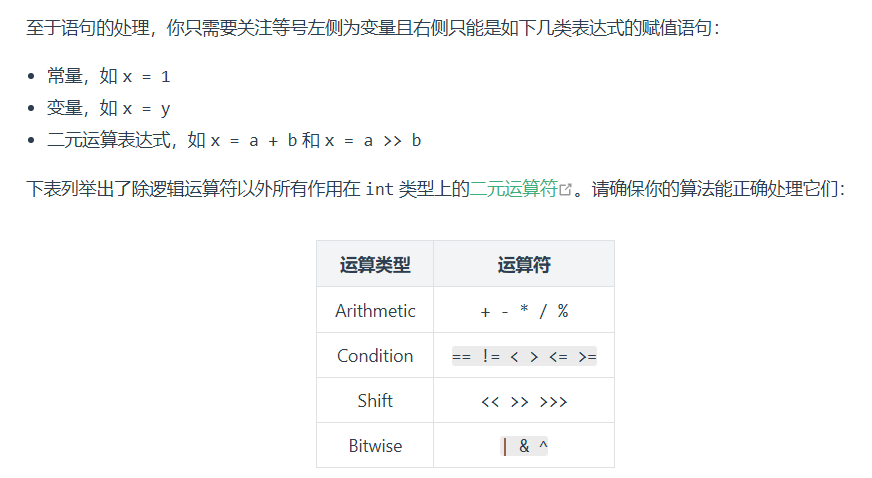 至于语句的处理，你只需要关注等号左侧为变量且右侧只能是如下几类表达式的赋值语句：
常量，如 x = 1
变量，如 x = y
二元运算表达式，如 x = a + b 和 x = a >> b
下表列举出了除逻辑运算符以外所有作用在 int 类型上的二元运算符。请确保你的算法能正确处理它们：
运算类型 运算符
Arithmetic + - * / %
Condition == != < > <= >=
Shift << >> >>>
Bitwise | & ^